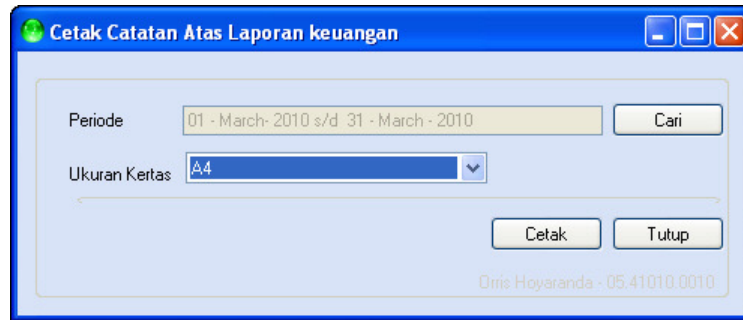 Cetak Catatan Atas Laporan keuangan
Periode 01 - March- 2010 s/d 31 - March - 2010 Cari
Ukuran Kertas A4
Cetak Tutup
Orris Hoyaranda - 05.41010.0010